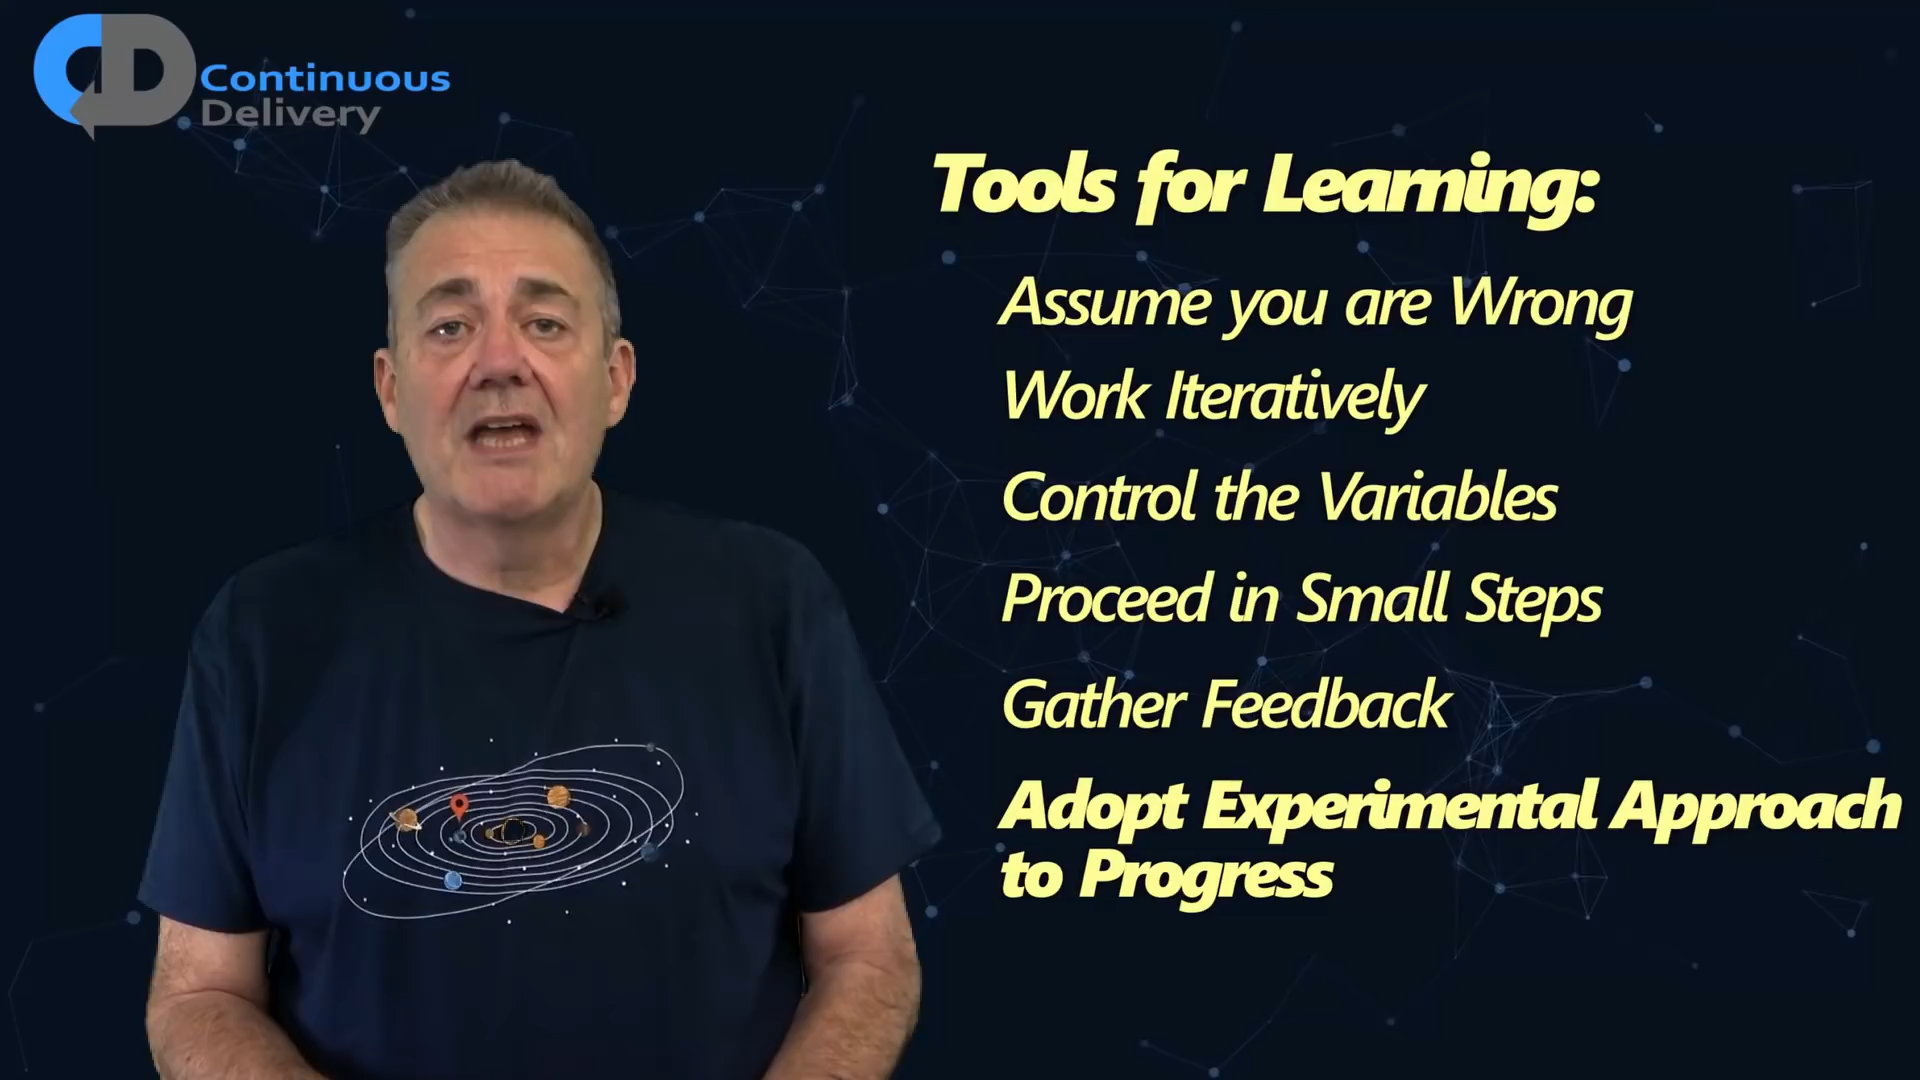 Continuous
Delivery
Tools for Learning:
Assume you are Wrong
Work Iteratively
Control the Variables
Proceed in Small Steps
Gather Feedback
Adopt Experimental Approach
to Progress